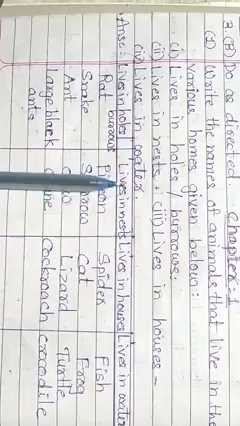 Chapter-1
3. (B) Do as directed.
(1) Write the names of animals that live in the
various homes given below:
(i) Lives in holes / burrows.
(ii) Lives in nests. (iii) Lives in houses -
(iv) Lives in water.
Ans: Lives in holes burrows Lives in nests Lives in houses Lives in water
Rat Spider Fish
Snake Cat Frog
Ant Lizard Turtle
Large black ants Cockroach Crocodile